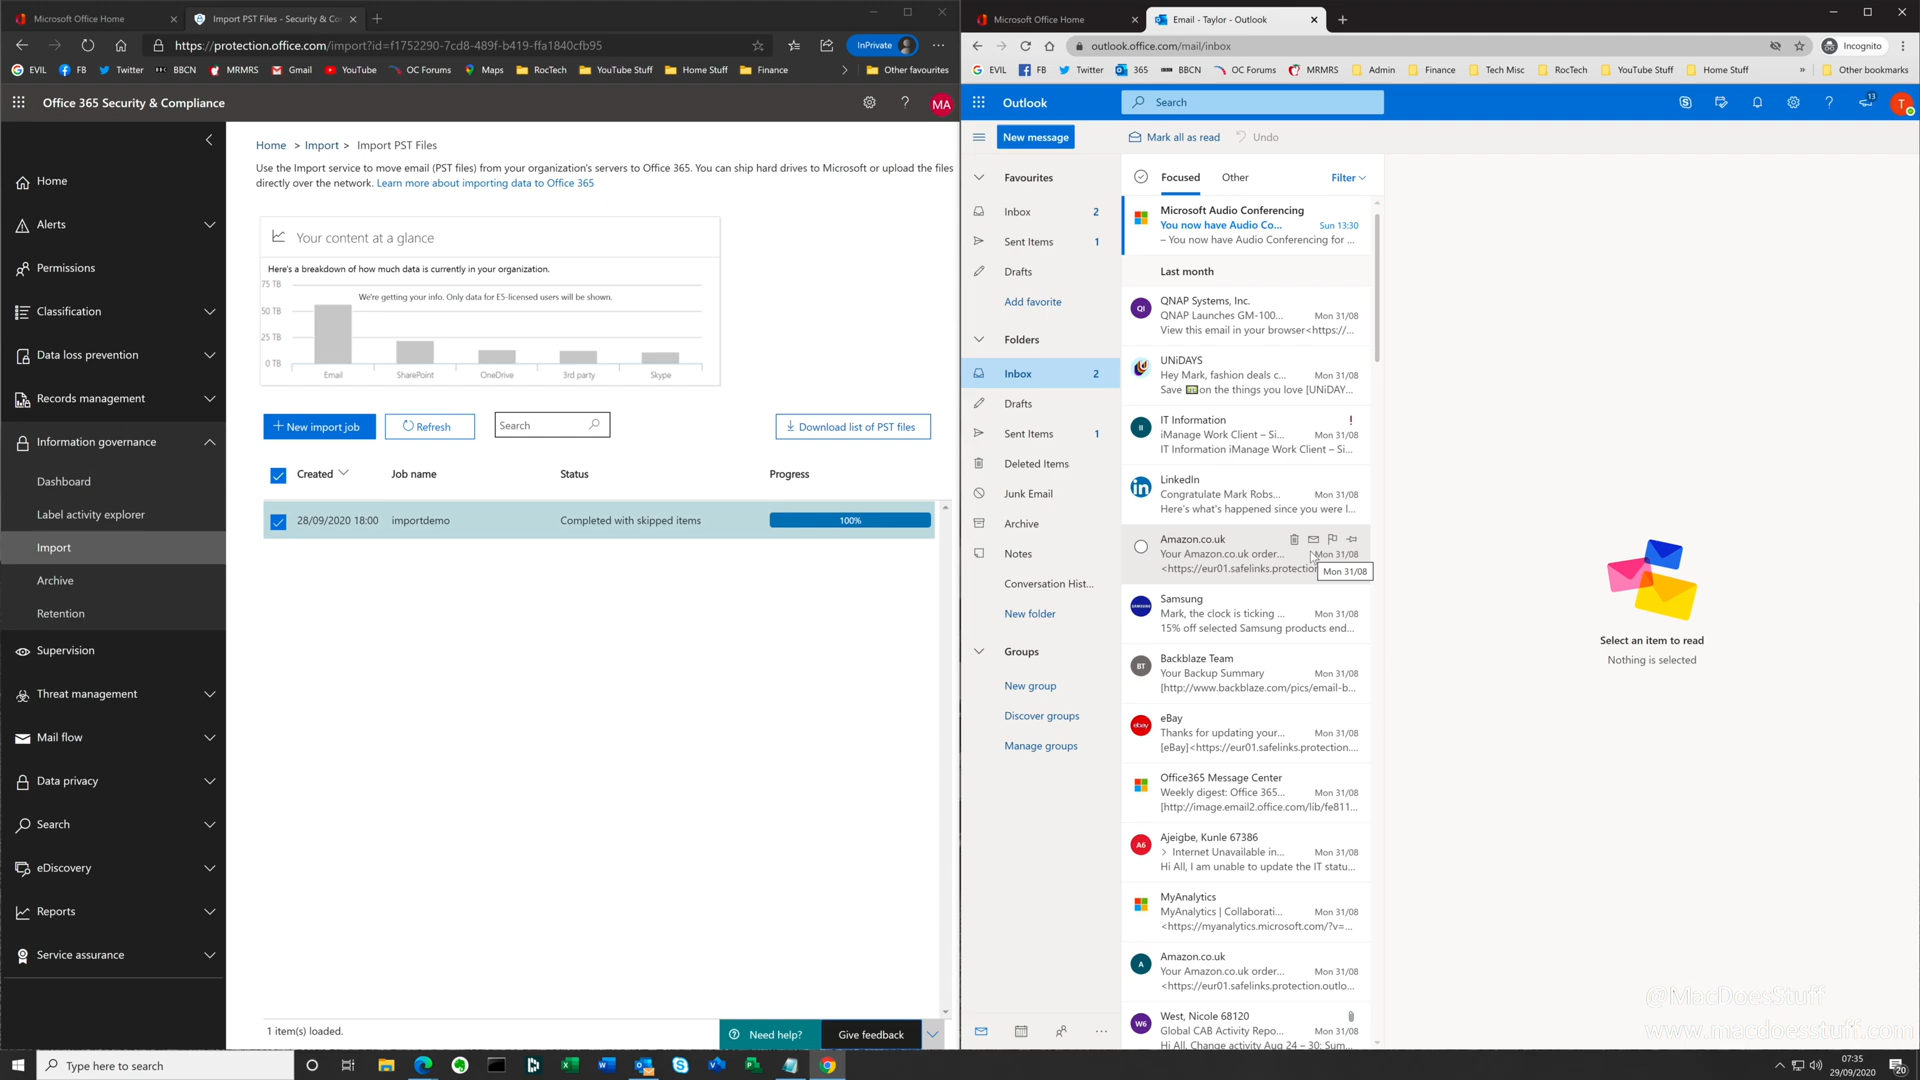 Microsoft Office Home
Import PST Files - Security & Co
https://protection.office.com/import?id=f1752290-7cd8-489f-b419-ffa1840cfb95
InPrivate
EVIL
FB
Twitter
BBCN
MRMRS
Gmail
YouTube
OC Forums
Maps
RocTech
YouTube Stuff
Home Stuff
Finance
Other favourites
Office 365 Security & Compliance
MA
Home
Alerts
Permissions
Classification
Data loss prevention
Records management
Information governance
Dashboard
Label activity explorer
Import
Archive
Retention
Supervision
Threat management
Mail flow
Data privacy
Search
eDiscovery
Reports
Service assurance
Home > Import > Import PST Files
Use the Import service to move email (PST files) from your organization's servers to Office 365. You can ship hard drives to Microsoft or upload the files
directly over the network. Learn more about importing data to Office 365
Your content at a glance
Here's a breakdown of how much data is currently in your organization.
We're getting your info. Only data for E5-licensed users will be shown.
75 TB
50 TB
25 TB
0 TB
Email
SharePoint
OneDrive
3rd party
Skype
New import job
Refresh
Search
Download list of PST files
Created
Job name
Status
Progress
28/09/2020 18:00
importdemo
Completed with skipped items
100%
1 item(s) loaded.
Need help?
Give feedback
Microsoft Office Home
Email - Taylor - Outlook
outlook.office.com/mail/inbox
Incognito
EVIL
FB
Twitter
365
BBCN
OC Forums
MRMRS
Admin
Finance
Tech Misc
RocTech
YouTube Stuff
Home Stuff
Other bookmarks
Outlook
Search
13
T
New message
Mark all as read
Undo
Favourites
Inbox 2
Sent Items 1
Drafts
Add favorite
Folders
Inbox 2
Drafts
Sent Items 1
Deleted Items
Junk Email
Archive
Notes
Conversation Hist...
New folder
Groups
New group
Discover groups
Manage groups
Focused
Other
Filter
Microsoft Audio Conferencing
You now have Audio Co... Sun 13:30
– You now have Audio Conferencing for ...
Last month
QI
QNAP Systems, Inc.
QNAP Launches GM-100... Mon 31/08
View this email in your browser<https://...
UNiDAYS
Hey Mark, fashion deals c... Mon 31/08
Save on the things you love [UNiDAY...
II
IT Information
iManage Work Client – Si... Mon 31/08
IT Information iManage Work Client – Si...
LinkedIn
Congratulate Mark Robs... Mon 31/08
Here's what's happened since you were l...
Amazon.co.uk
Your Amazon.co.uk order... Mon 31/08
<https://eur01.safelinks.protection
Mon 31/08
SAMSUNG
Samsung
Mark, the clock is ticking ... Mon 31/08
15% off selected Samsung products end...
BT
Backblaze Team
Your Backup Summary Mon 31/08
[http://www.backblaze.com/pics/email-b...
ebay
eBay
Thanks for updating your... Mon 31/08
[eBay]<https://eur01.safelinks.protection....
Office365 Message Center
Weekly digest: Office 365... Mon 31/08
[http://image.email2.office.com/lib/fe811...
A6
Ajeigbe, Kunle 67386
> Internet Unavailable in... Mon 31/08
Hi All, I am unable to update the IT statu...
MyAnalytics
MyAnalytics | Collaborati... Mon 31/08
<https://myanalytics.microsoft.com/?v=...
A
Amazon.co.uk
Your Amazon.co.uk order... Mon 31/08
<https://eur01.safelinks.protection.outlo...
W6
West, Nicole 68120
Global CAB Activity Repo... Mon 31/08
Hi All, Change activity Aug 24 – 30: Sum...
Select an item to read
Nothing is selected
@MacDoesStuff
www.macdoesstuff.com
Type here to search
07:35
29/09/2020
20